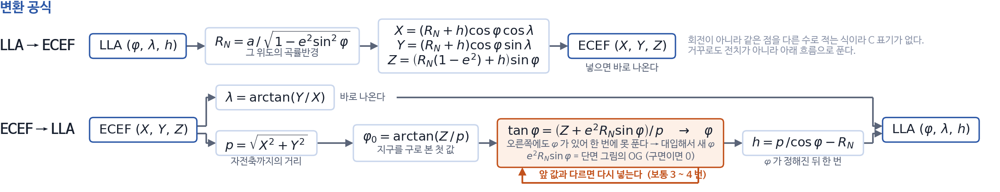 변환 공식
LLA → ECEF
LLA (φ, λ, h)
R_N = a / √(1 − e² sin² φ)
그 위도의 곡률반경
X = (R_N + h) cos φ cos λ
Y = (R_N + h) cos φ sin λ
Z = (R_N(1 − e²) + h) sin φ
ECEF (X, Y, Z)
넣으면 바로 나온다
회전이 아니라 같은 점을 다른 수로 적는 식이라 C 표기가 없다.
거꾸로도 전치가 아니라 아래 흐름으로 푼다.
ECEF → LLA
ECEF (X, Y, Z)
λ = arctan(Y / X)
바로 나온다
p = √(X² + Y²)
자전축까지의 거리
φ₀ = arctan(Z / p)
지구를 구로 본 첫 값
tan φ = (Z + e² R_N sin φ) / p → φ
오른쪽에도 φ 가 있어 한 번에 못 푼다 → 대입해서 새 φ
e² R_N sin φ = 단면 그림의 OG (구면이면 0)
앞 값과 다르면 다시 넣는다 (보통 3 ~ 4 번)
h = p / cos φ − R_N
φ 가 정해진 뒤 한 번
LLA (φ, λ, h)